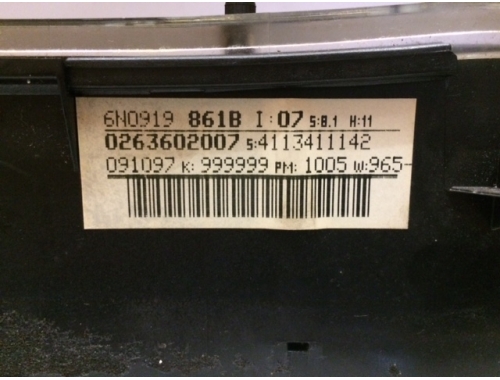 6N0919 861B I:07 S:8.1 H:11
0263602007 S:4113411142
091097 K: 999999 PM: 1005 W:965-